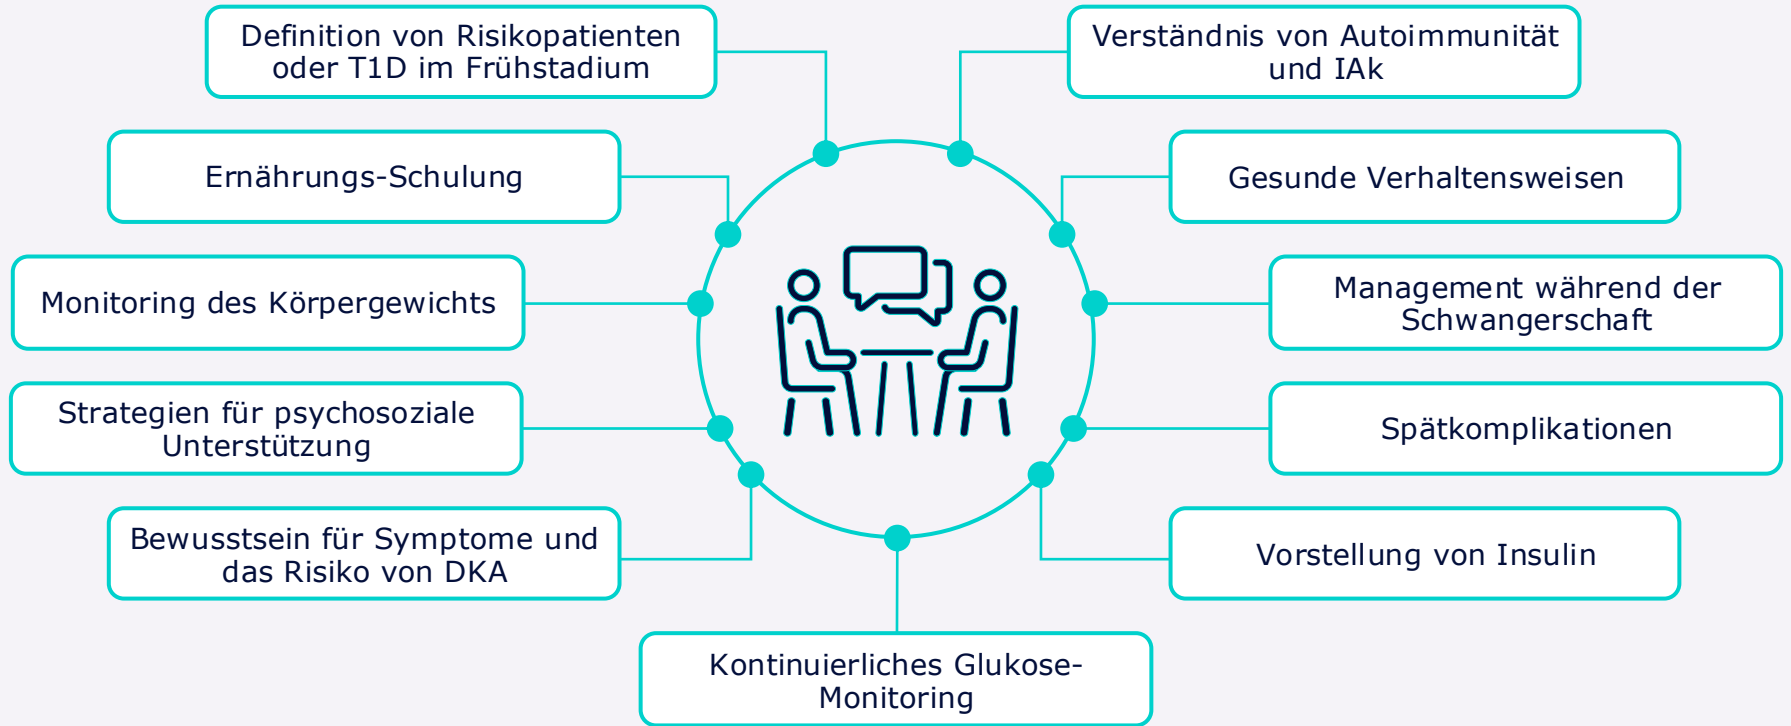 Definition von Risikopatienten
oder T1D im Frühstadium
Verständnis von Autoimmunität
und IAk
Ernährungs-Schulung
Gesunde Verhaltensweisen
Monitoring des Körpergewichts
Management während der
Schwangerschaft
Strategien für psychosoziale
Unterstützung
Spätkomplikationen
Bewusstsein für Symptome und
das Risiko von DKA
Vorstellung von Insulin
Kontinuierliches Glukose-
Monitoring